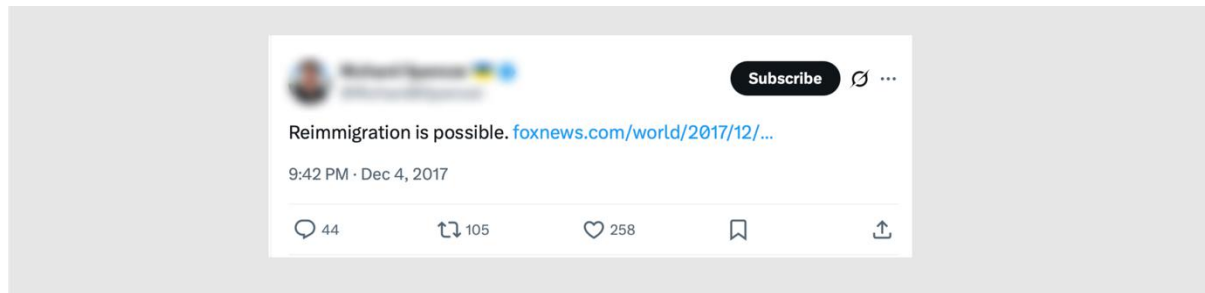 Subscribe
Reimmigration is possible. foxnews.com/world/2017/12/...
9:42 PM · Dec 4, 2017
44 105 258